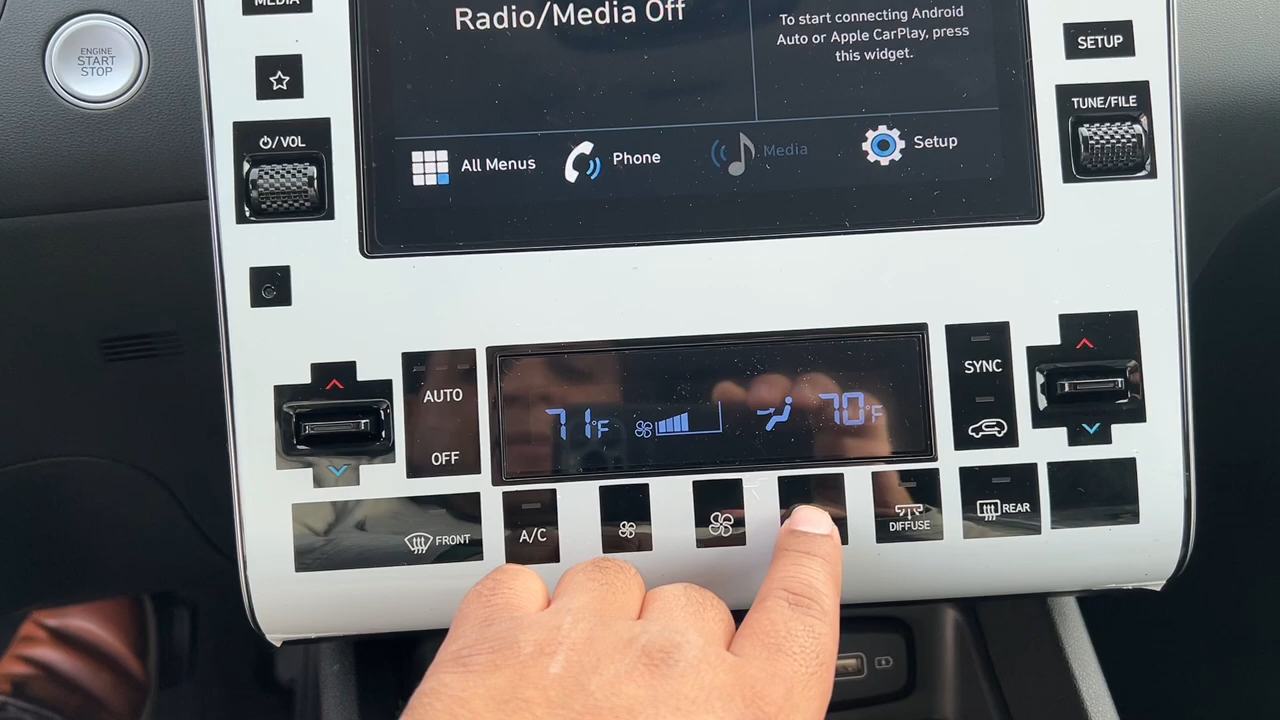 MEDIA
Radio/Media Off
To start connecting Android
Auto or Apple CarPlay, press
this widget.
SETUP
ENGINE
START
STOP
/VOL
TUNE/FILE
All Menus
Phone
Media
Setup
AUTO
OFF
71°F
70°F
SYNC
FRONT
A/C
DIFFUSE
REAR